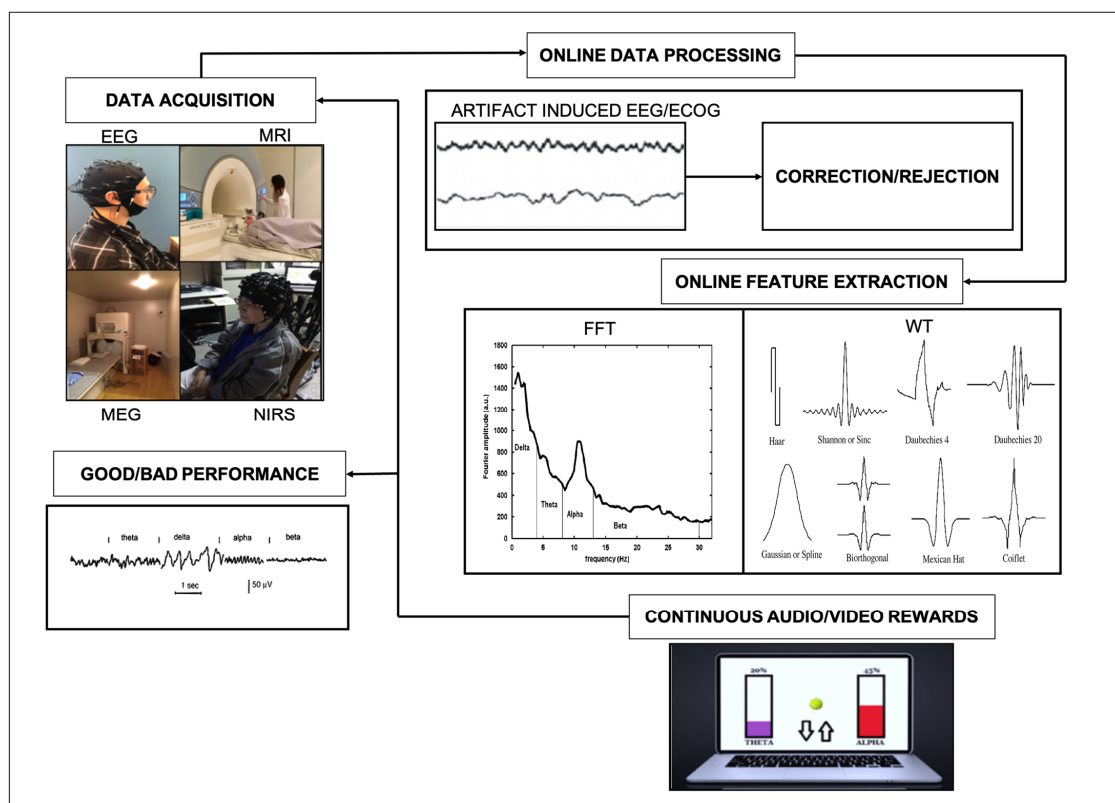 ONLINE DATA PROCESSING
DATA ACQUISITION
EEG MRI
MEG NIRS
ARTIFACT INDUCED EEG/ECOG
CORRECTION/REJECTION
ONLINE FEATURE EXTRACTION
FFT
1800
1600
1400
1200
1000
800
600
400
200
0
Fourier amplitude (a.u.)
Delta
Theta
Alpha
Beta
0 5 10 15 20 25 30
frequency (Hz)
WT
Haar
Shannon or Sinc
Daubechies 4
Daubechies 20
Gaussian or Spline
Biorthogonal
Mexican Hat
Coiflet
GOOD/BAD PERFORMANCE
theta delta alpha beta
1 sec
50 µV
CONTINUOUS AUDIO/VIDEO REWARDS
20% 45%
THETA ALPHA